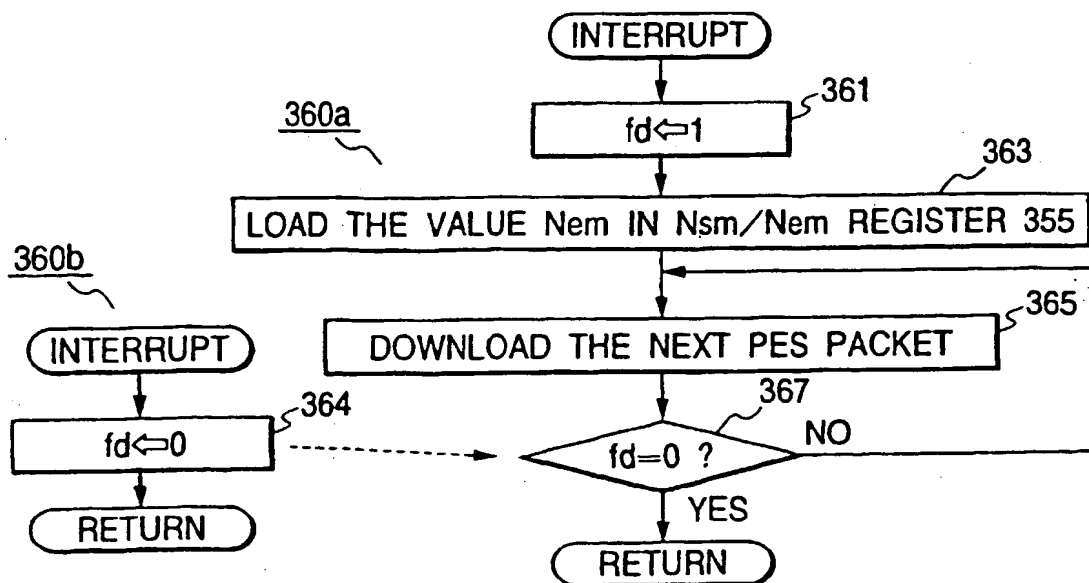 INTERRUPT
361
360a
fd⇐1
363
LOAD THE VALUE Nem IN Nsm/Nem REGISTER 355
360b
365
INTERRUPT
DOWNLOAD THE NEXT PES PACKET
364
367
fd⇐0
fd=0 ?
NO
YES
RETURN
RETURN